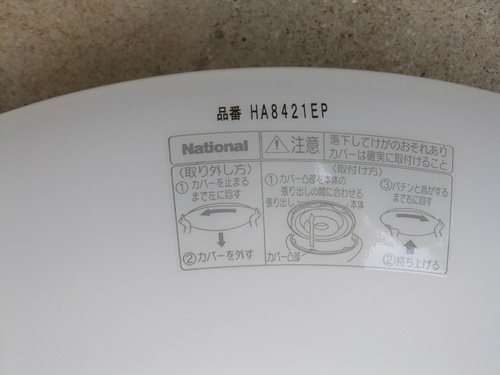 品番 HA8421EP
National
注意
落下してけがのおそれあり
カバーは確実に取付けること
〈取り外し方〉
①カバーを止まる
まで左に回す
②カバーを外す
〈取付け方〉
①カバー凸部を本体の
張り出しの間に合わせる
張り出し
本体
カバー凸部
②持ち上げる
③パチンと音がする
まで右に回す